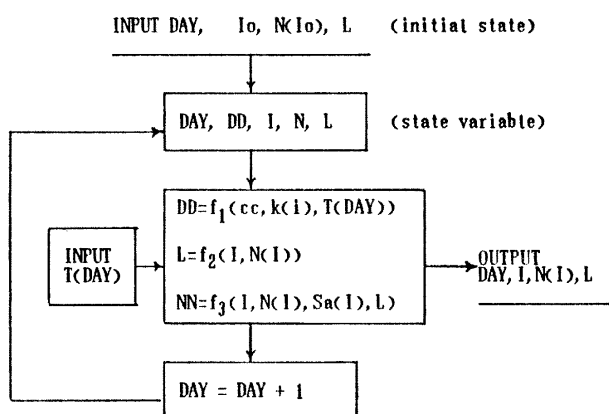 INPUT DAY, Io, N(Io), L (initial state)
DAY, DD, I, N, L (state variable)
DD=f1(cc, k(i), T(DAY))
INPUT
T(DAY)
L=f2(I, N(I))
NN=f3(I, N(I), Sa(I), L)
OUTPUT
DAY, I, N(I), L
DAY = DAY + 1